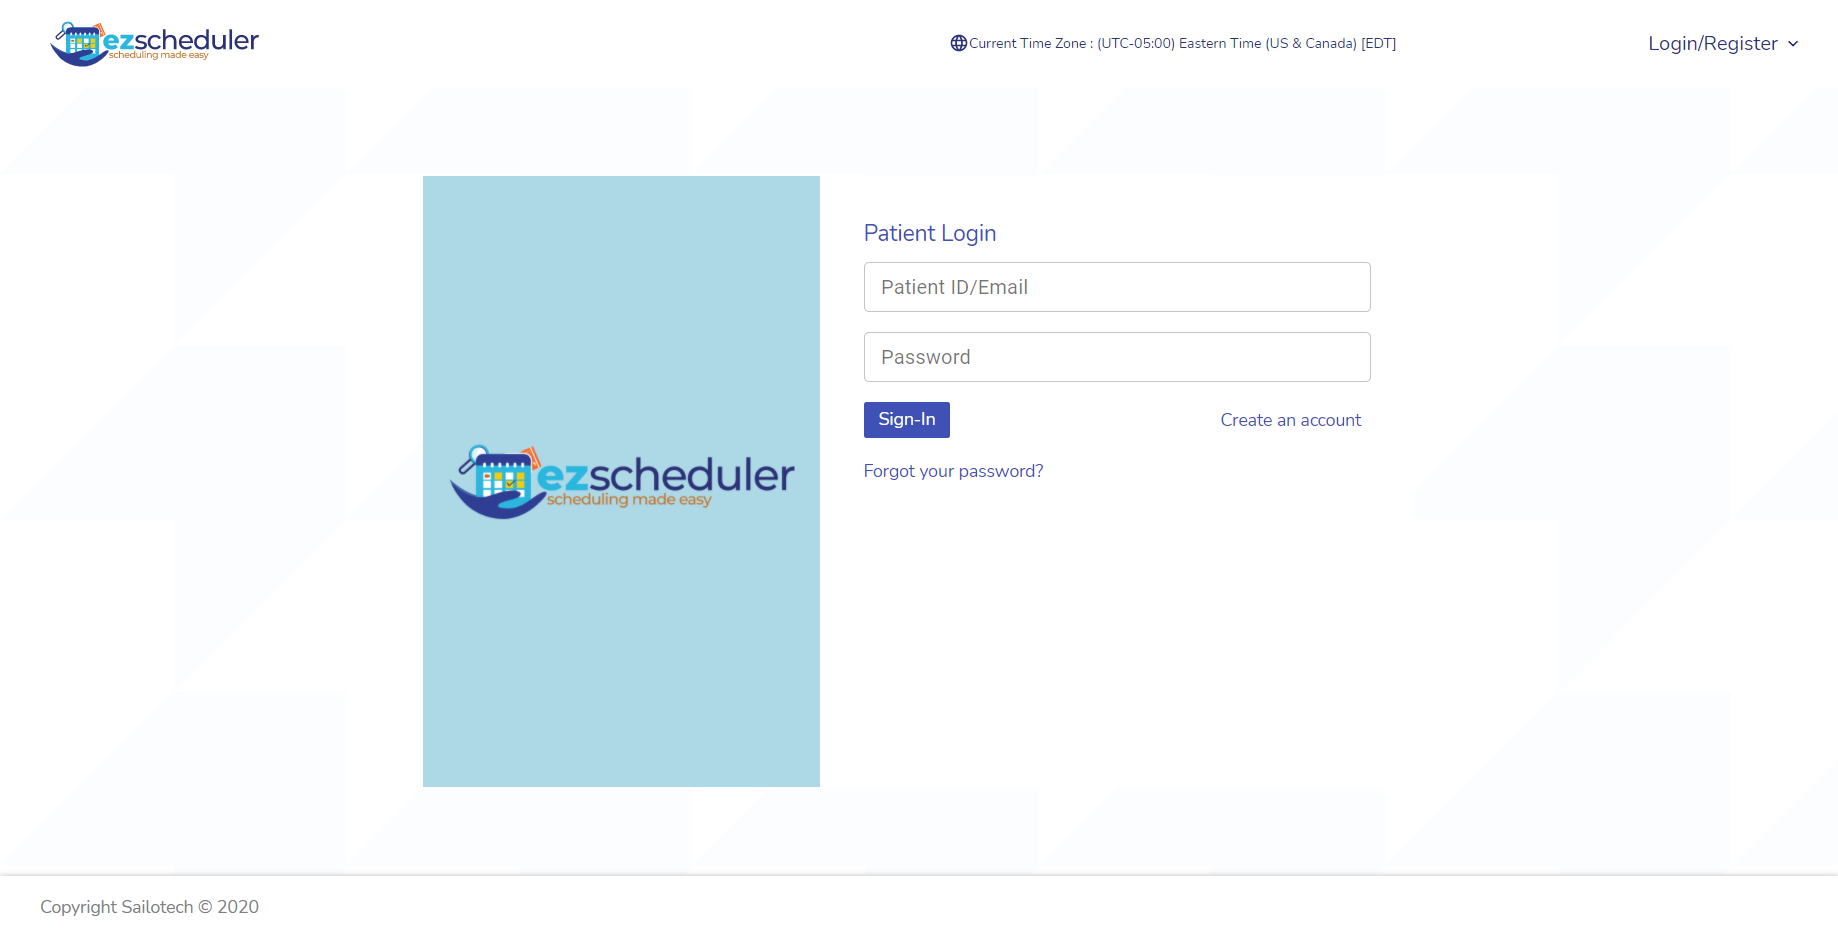 ezscheduler
scheduling made easy
Current Time Zone : (UTC-05:00) Eastern Time (US & Canada) [EDT]
Login/Register
ezscheduler
scheduling made easy
Patient Login
Patient ID/Email
Password
Sign-In
Create an account
Forgot your password?
Copyright Sailotech © 2020